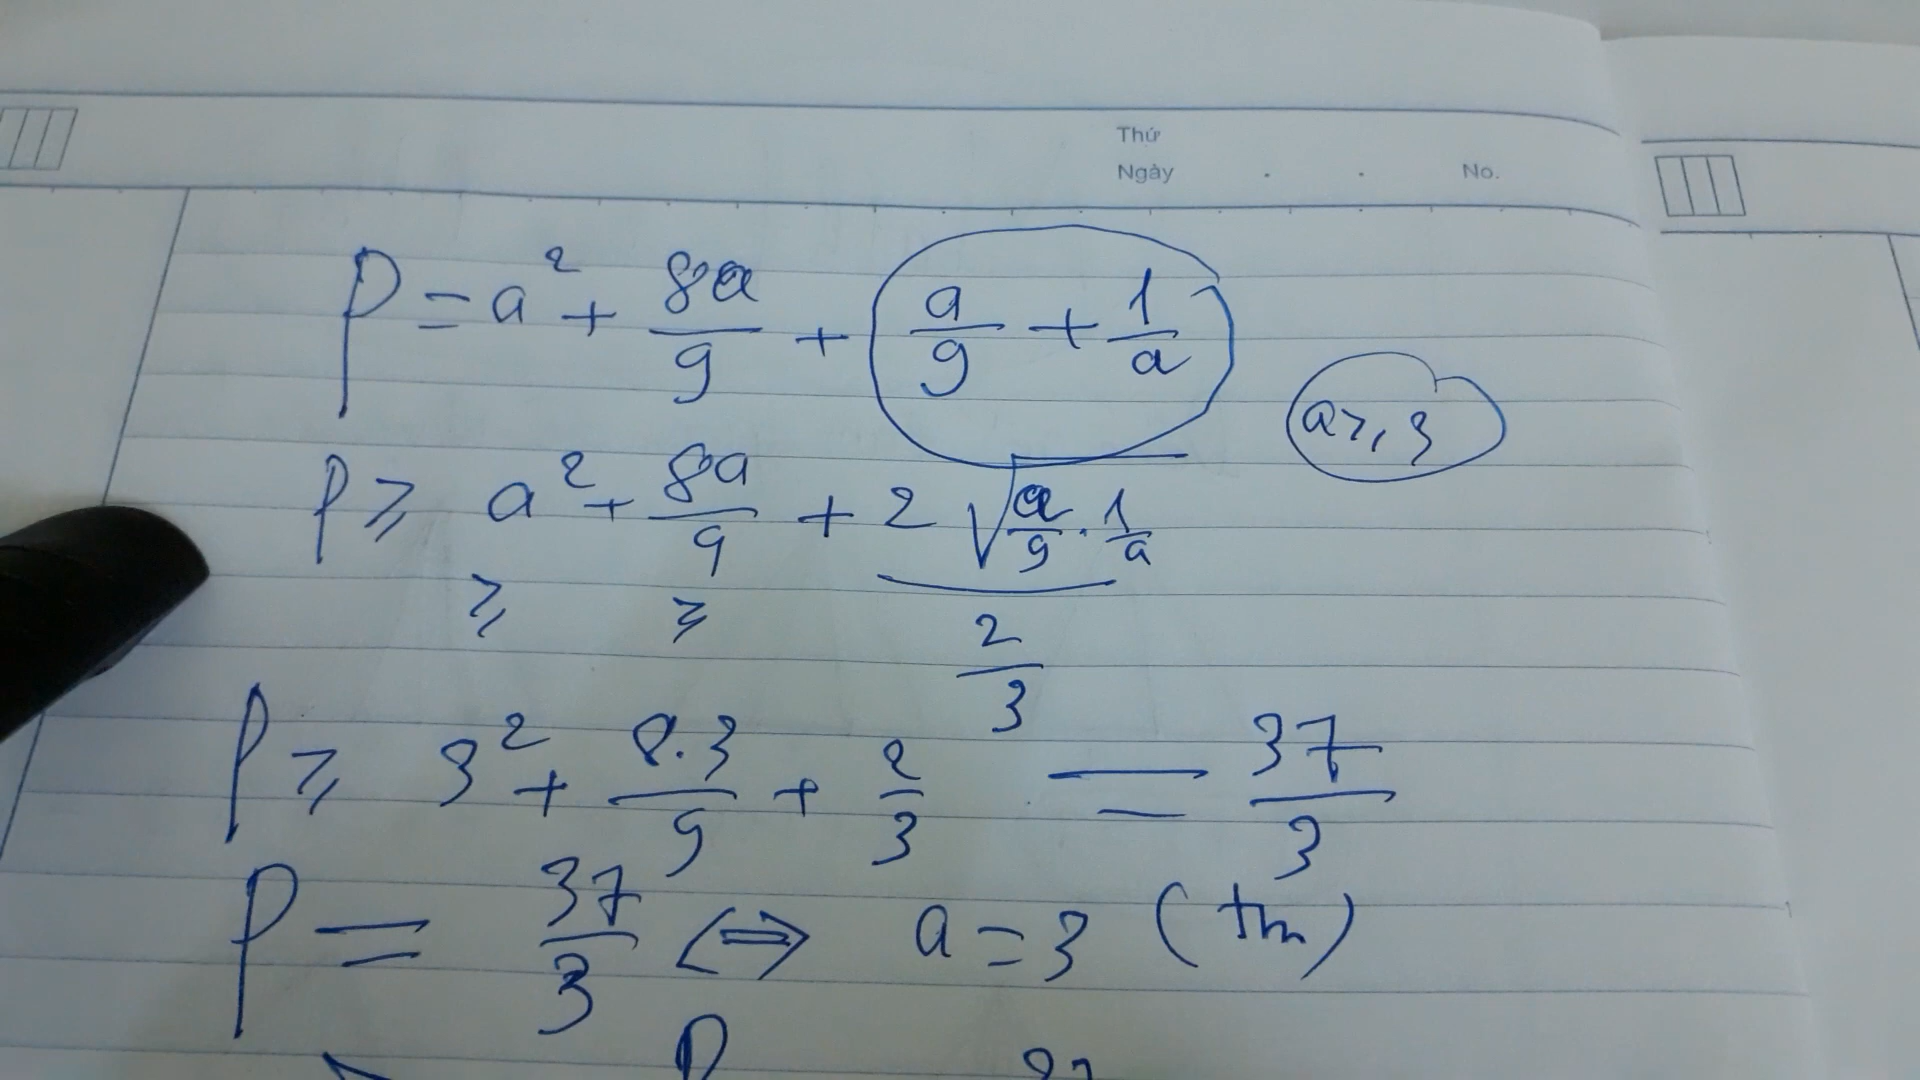 Thứ
Ngày . . No.
P = a² + 8a/9 + a/9 + 1/a
a ≥ 3
P ≥ a² + 8a/9 + 2√(a/9 · 1/a)
≥ ≥ 2/3
P ≥ 3² + 8.3/9 + 2/3 = 37/3
P = 37/3 ⇔ a = 3 (tm)
P